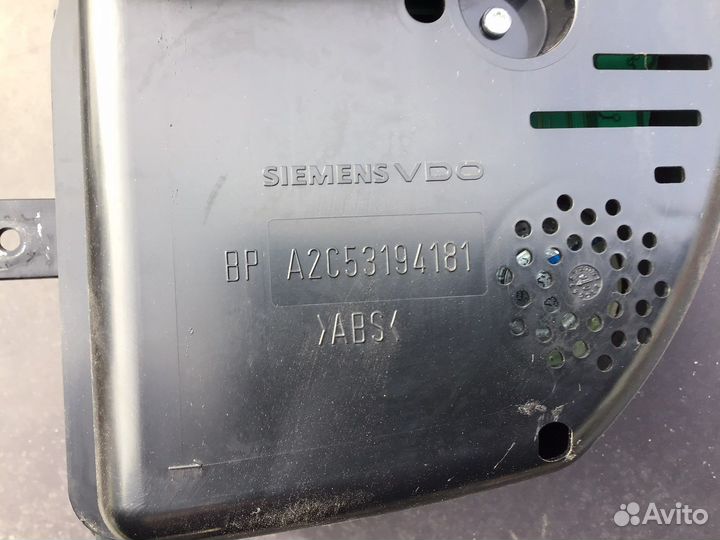 SIEMENS VDO
BP A2C53194181
>ABS<
Avito